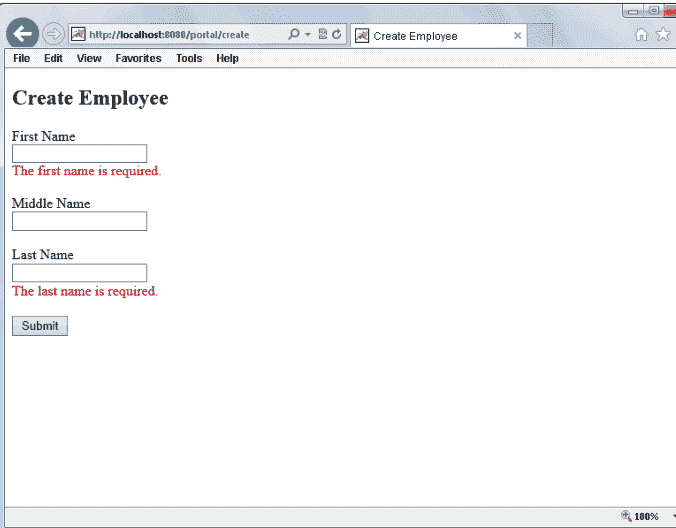 http://localhost:8080/portal/create
Create Employee
File Edit View Favorites Tools Help
Create Employee
First Name
The first name is required.
Middle Name
Last Name
The last name is required.
Submit
100%